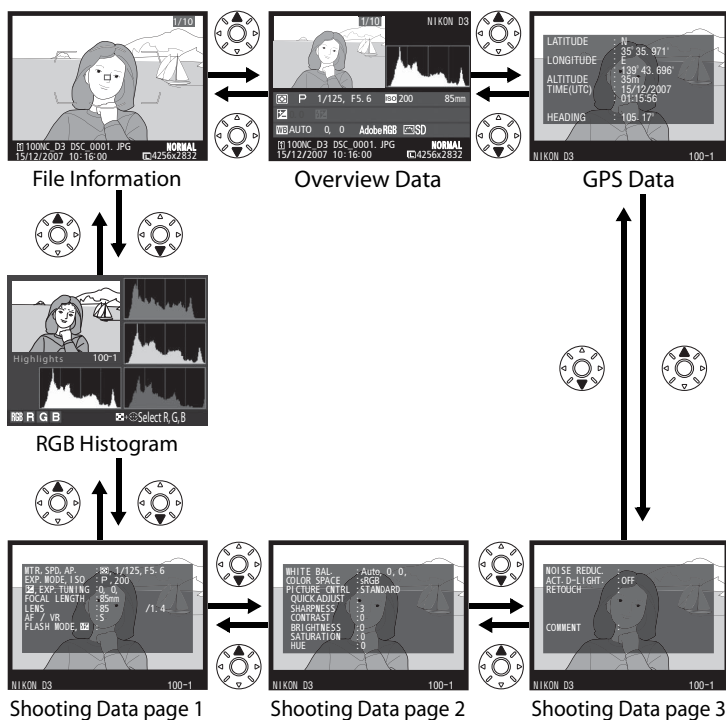 1/10
100NC_D3 DSC_0001. JPG NORMAL
15/12/2007 10:16:00 4256x2832
File Information
1/10 NIKON D3
P 1/125, F5. 6 ISO 200 85mm
WB AUTO 0, 0 Adobe RGB SD
100NC_D3 DSC_0001. JPG NORMAL
15/12/2007 10:16:00 4256x2832
Overview Data
LATITUDE : N
: 35° 35. 971'
LONGITUDE : E
: 139° 43. 696'
ALTITUDE : 35m
TIME(UTC) : 15/12/2007
: 01:15:56
HEADING : 105. 17°
NIKON D3 100-1
GPS Data
Highlights 100-1
RGB R G B Select R, G, B
RGB Histogram
MTR, SPD, AP. : , 1/125, F5. 6
EXP. MODE, ISO : P , 200
, EXP. TUNING : 0, 0,
FOCAL LENGTH : 85mm
LENS : 85 /1. 4
AF / VR : S
FLASH MODE,
NIKON D3 100-1
Shooting Data page 1
WHITE BAL. : Auto, 0, 0,
COLOR SPACE : sRGB
PICTURE CNTRL : STANDARD
QUICK ADJUST : -
SHARPNESS : 3
CONTRAST : 0
BRIGHTNESS : 0
SATURATION : 0
HUE : 0
NIKON D3 100-1
Shooting Data page 2
NOISE REDUC. :
ACT. D-LIGHT. : OFF
RETOUCH :
COMMENT :
NIKON D3 100-1
Shooting Data page 3